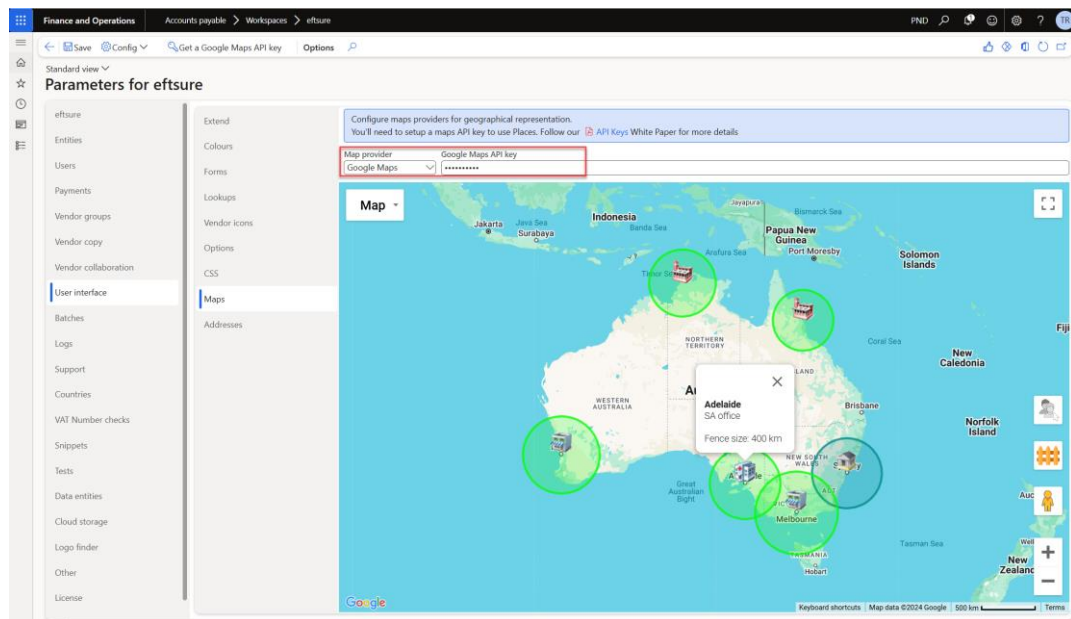 Finance and Operations
Accounts payable > Workspaces > eftsure
PND
?
TR
Save
Config
Get a Google Maps API key
Options
Standard view
Parameters for eftsure
eftsure
Entities
Users
Payments
Vendor groups
Vendor copy
Vendor collaboration
User interface
Batches
Logs
Support
Countries
VAT Number checks
Snippets
Tests
Data entities
Cloud storage
Logo finder
Other
License
Extend
Colours
Forms
Lookups
Vendor icons
Options
CSS
Maps
Addresses
Configure maps providers for geographical representation.
You'll need to setup a maps API key to use Places. Follow our API Keys White Paper for more details
Map provider
Google Maps API key
Google Maps
••••••••••
Map
Jayapura
Bismarck Sea
Indonesia
Jakarta
Java Sea
Surabaya
Banda Sea
Papua New
Guinea
Port Moresby
Arafura Sea
Solomon
Islands
NORTHERN
TERRITORY
Coral Sea
Fiji
New
Caledonia
WESTERN
AUSTRALIA
Adelaide
SA office
Fence size: 400 km
Brisbane
Norfolk
Island
NEW SOUTH
WALES
ACT
Great
Australian
Bight
Melbourne
Tasman Sea
TASMANIA
Hobart
New
Zealand
Google
Keyboard shortcuts
Map data ©2024 Google
500 km
Terms